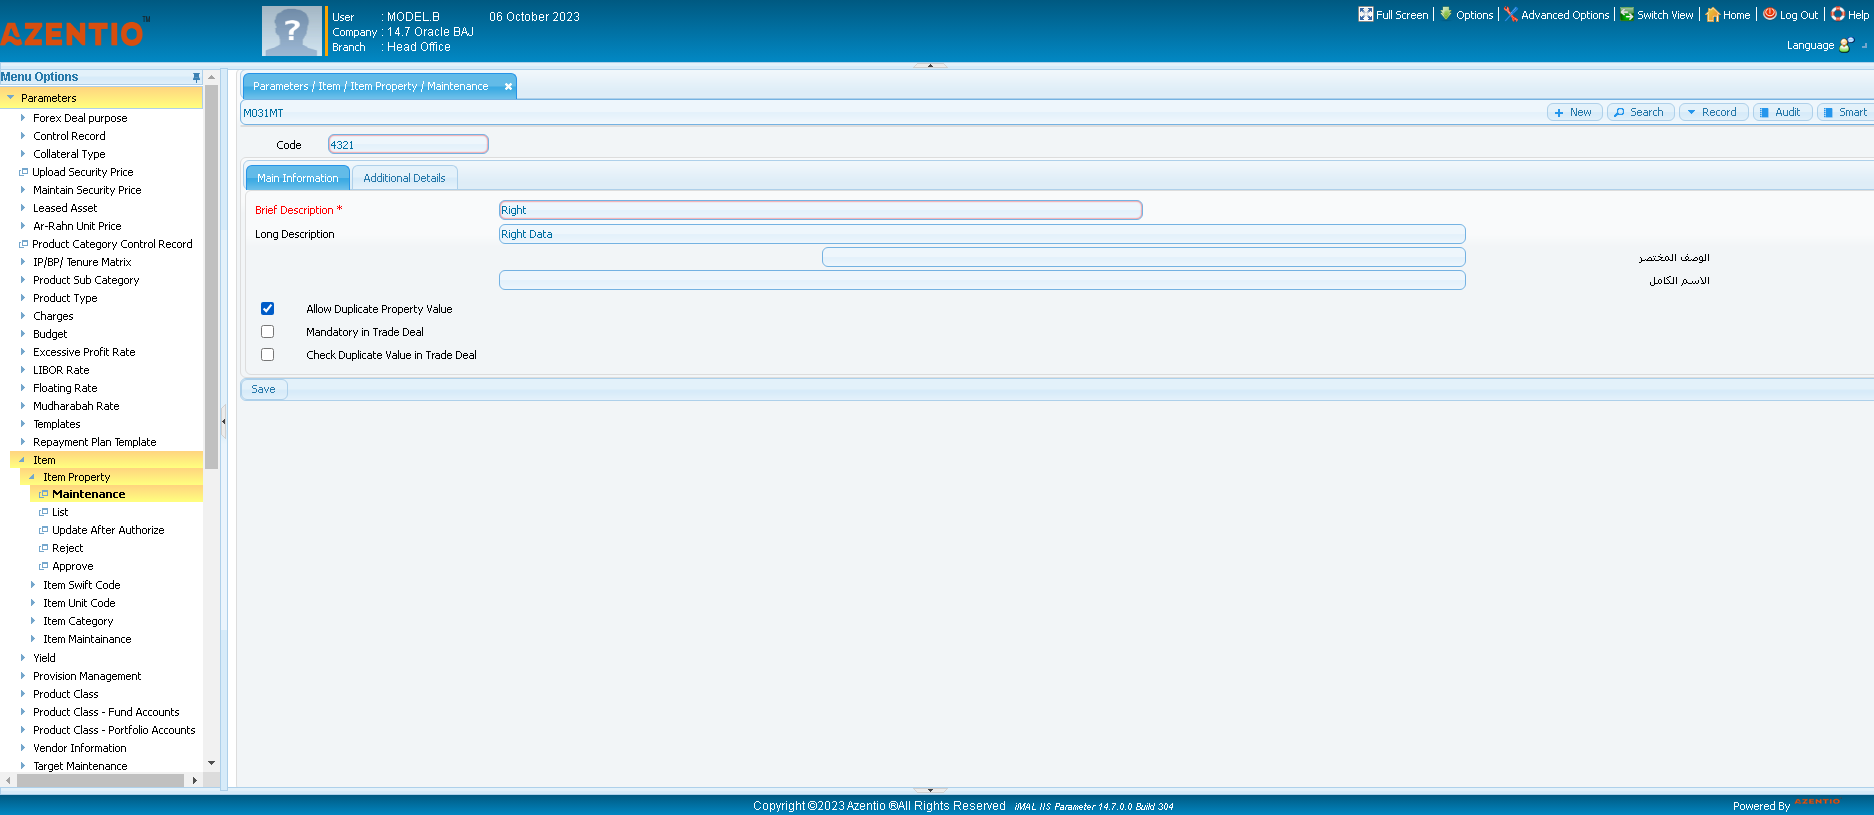 AZENTIO™
User : MODEL.B 06 October 2023
Company : 14.7 Oracle BAJ
Branch : Head Office
Full Screen Options Advanced Options Switch View Home Log Out Help
Language
Menu Options
Parameters
Forex Deal purpose
Control Record
Collateral Type
Upload Security Price
Maintain Security Price
Leased Asset
Ar-Rahn Unit Price
Product Category Control Record
IP/BP/ Tenure Matrix
Product Sub Category
Product Type
Charges
Budget
Excessive Profit Rate
LIBOR Rate
Floating Rate
Mudharabah Rate
Templates
Repayment Plan Template
Item
Item Property
Maintenance
List
Update After Authorize
Reject
Approve
Item Swift Code
Item Unit Code
Item Category
Item Maintainance
Yield
Provision Management
Product Class
Product Class - Fund Accounts
Product Class - Portfolio Accounts
Vendor Information
Target Maintenance
Parameters / Item / Item Property / Maintenance
M031MT
New Search Record Audit Smart
Code 4321
Main Information Additional Details
Brief Description * Right
Long Description Right Data
الوصف المختصر
الاسم الكامل
Allow Duplicate Property Value
Mandatory in Trade Deal
Check Duplicate Value in Trade Deal
Save
Copyright ©2023 Azentio ®All Rights Reserved iMAL IIS Parameter 14.7.0.0 Build 304
Powered By AZENTIO